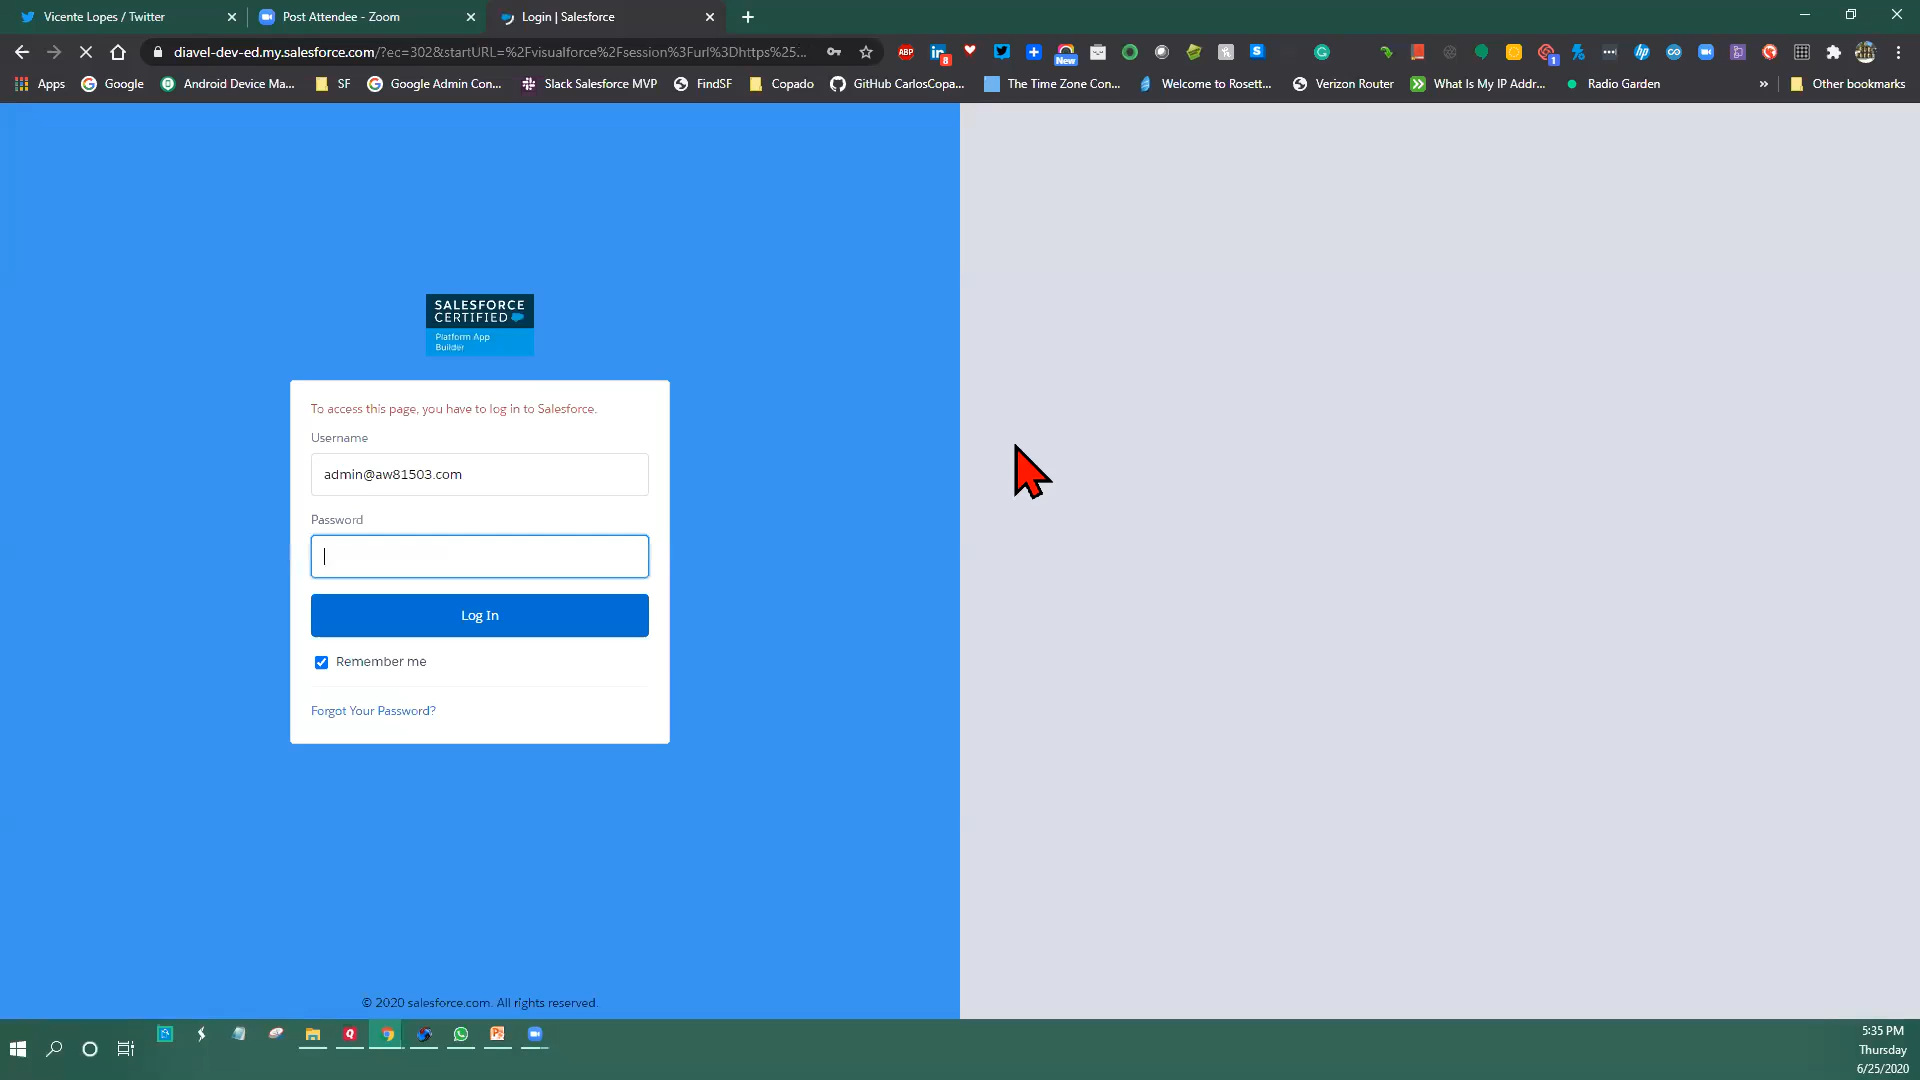 Vicente Lopes / Twitter
Post Attendee - Zoom
Login | Salesforce
diavel-dev-ed.my.salesforce.com/?ec=302&startURL=%2Fvisualforce%2Fsession%3Furl%3Dhttps%25...
ABP
8
New
1
Apps
Google
Android Device Ma...
SF
Google Admin Con...
Slack Salesforce MVP
FindSF
Copado
GitHub CarlosCopa...
The Time Zone Con...
Welcome to Rosett...
Verizon Router
What Is My IP Addr...
Radio Garden
»
Other bookmarks
SALESFORCE
CERTIFIED
Platform App
Builder
To access this page, you have to log in to Salesforce.
Username
admin@aw81503.com
Password
Log In
Remember me
Forgot Your Password?
© 2020 salesforce.com. All rights reserved.
5:35 PM
Thursday
6/25/2020